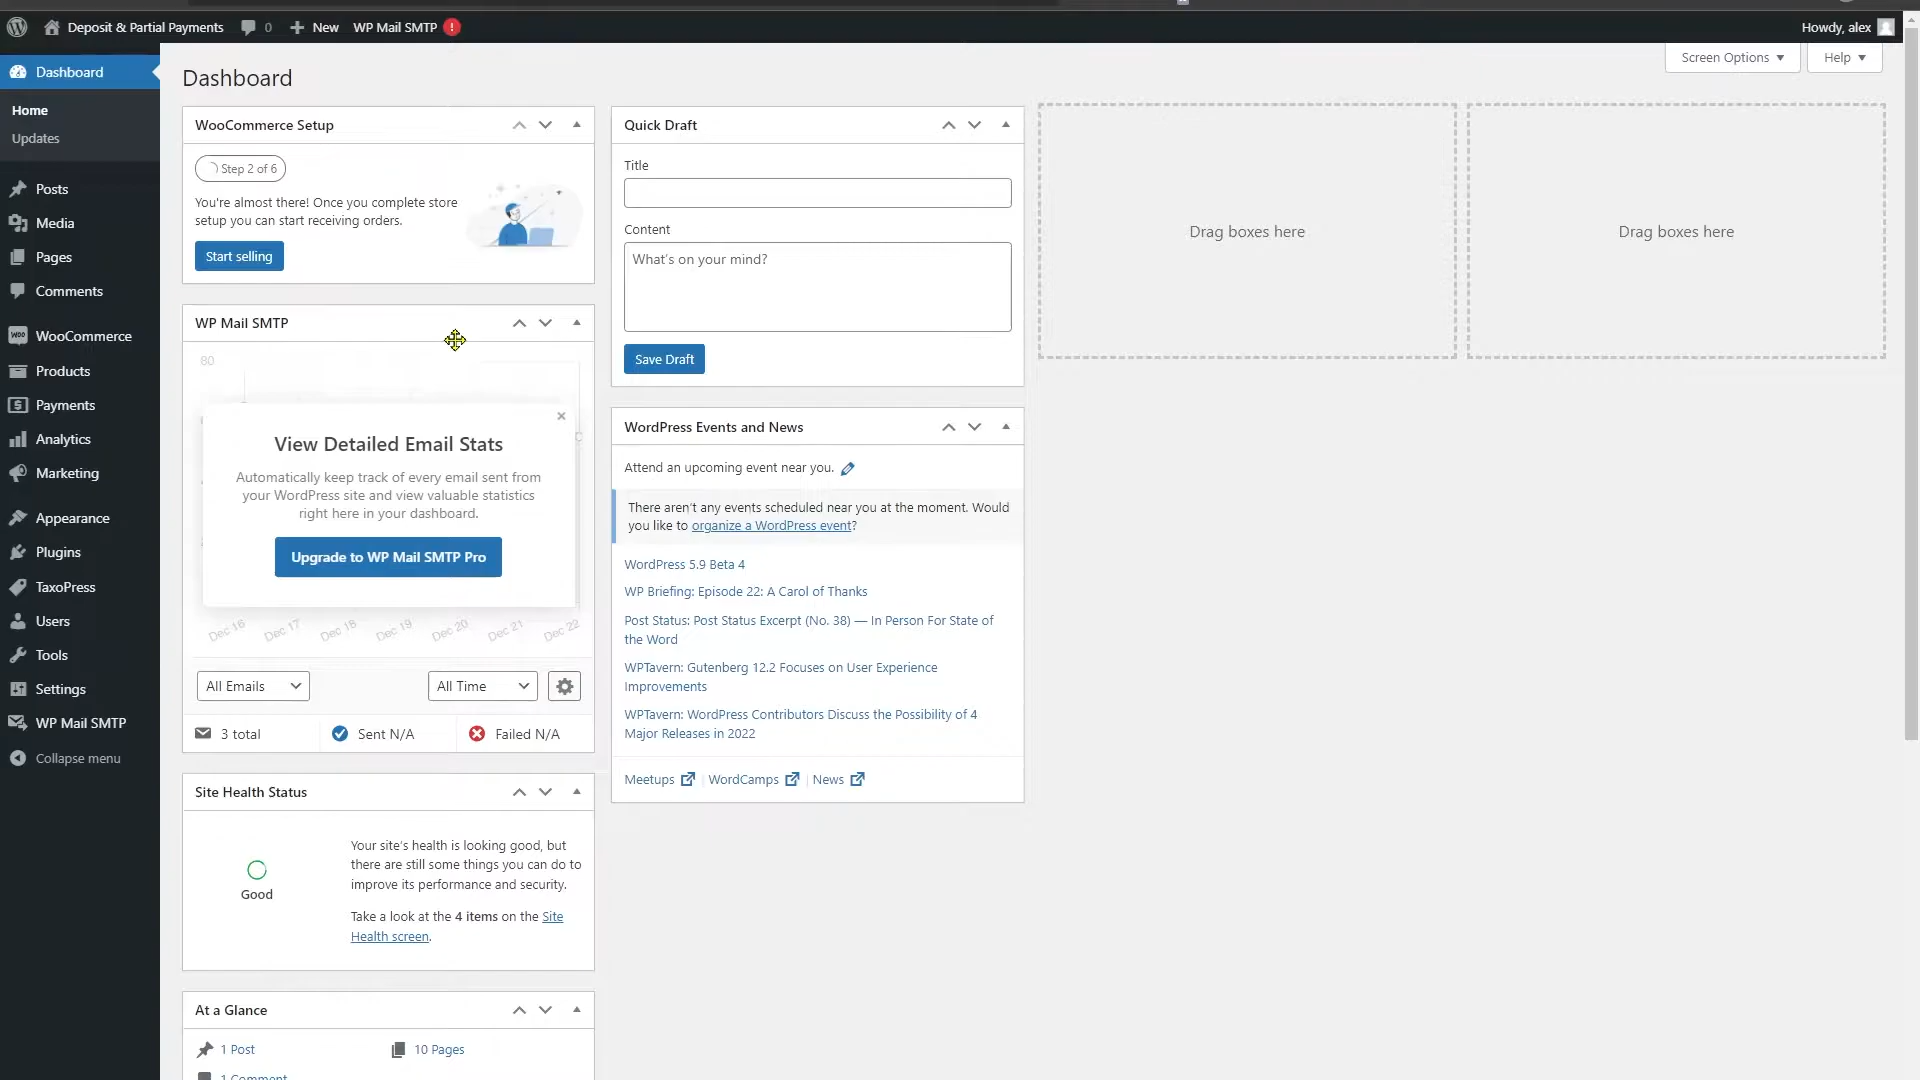 Deposit & Partial Payments
0
New
WP Mail SMTP
!
Howdy, alex
Dashboard
Home
Updates
Posts
Media
Pages
Comments
WooCommerce
Products
Payments
Analytics
Marketing
Appearance
Plugins
TaxoPress
Users
Tools
Settings
WP Mail SMTP
Collapse menu
Screen Options
Help
Dashboard
WooCommerce Setup
Step 2 of 6
You're almost there! Once you complete store
setup you can start receiving orders.
Start selling
WP Mail SMTP
80
View Detailed Email Stats
Automatically keep track of every email sent from
your WordPress site and view valuable statistics
right here in your dashboard.
Upgrade to WP Mail SMTP Pro
Dec 16
Dec 17
Dec 18
Dec 19
Dec 20
Dec 21
Dec 22
All Emails
All Time
3 total
Sent N/A
Failed N/A
Site Health Status
Good
Your site's health is looking good, but
there are still some things you can do to
improve its performance and security.
Take a look at the 4 items on the Site
Health screen.
At a Glance
1 Post
10 Pages
1 Comment
Quick Draft
Title
Content
What's on your mind?
Save Draft
WordPress Events and News
Attend an upcoming event near you.
There aren't any events scheduled near you at the moment. Would
you like to organize a WordPress event?
WordPress 5.9 Beta 4
WP Briefing: Episode 22: A Carol of Thanks
Post Status: Post Status Excerpt (No. 38) — In Person For State of
the Word
WPTavern: Gutenberg 12.2 Focuses on User Experience
Improvements
WPTavern: WordPress Contributors Discuss the Possibility of 4
Major Releases in 2022
Meetups
WordCamps
News
Drag boxes here
Drag boxes here